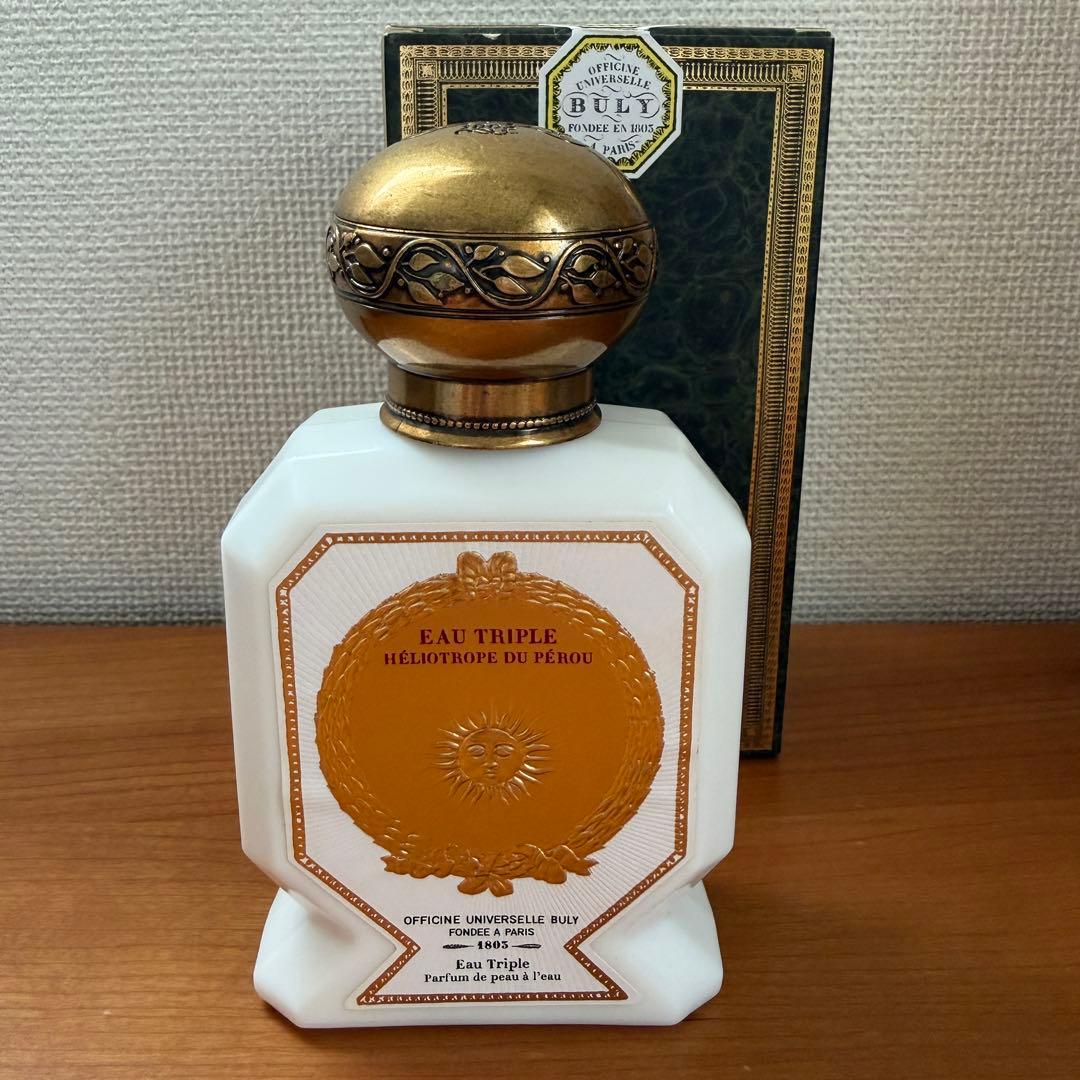 OFFICINE
UNIVERSELLE
BULY
FONDEE EN 1803
A PARIS
EAU TRIPLE
HÉLIOTROPE DU PÉROU
OFFICINE UNIVERSELLE BULY
FONDEE A PARIS
1803
Eau Triple
Parfum de peau à l'eau